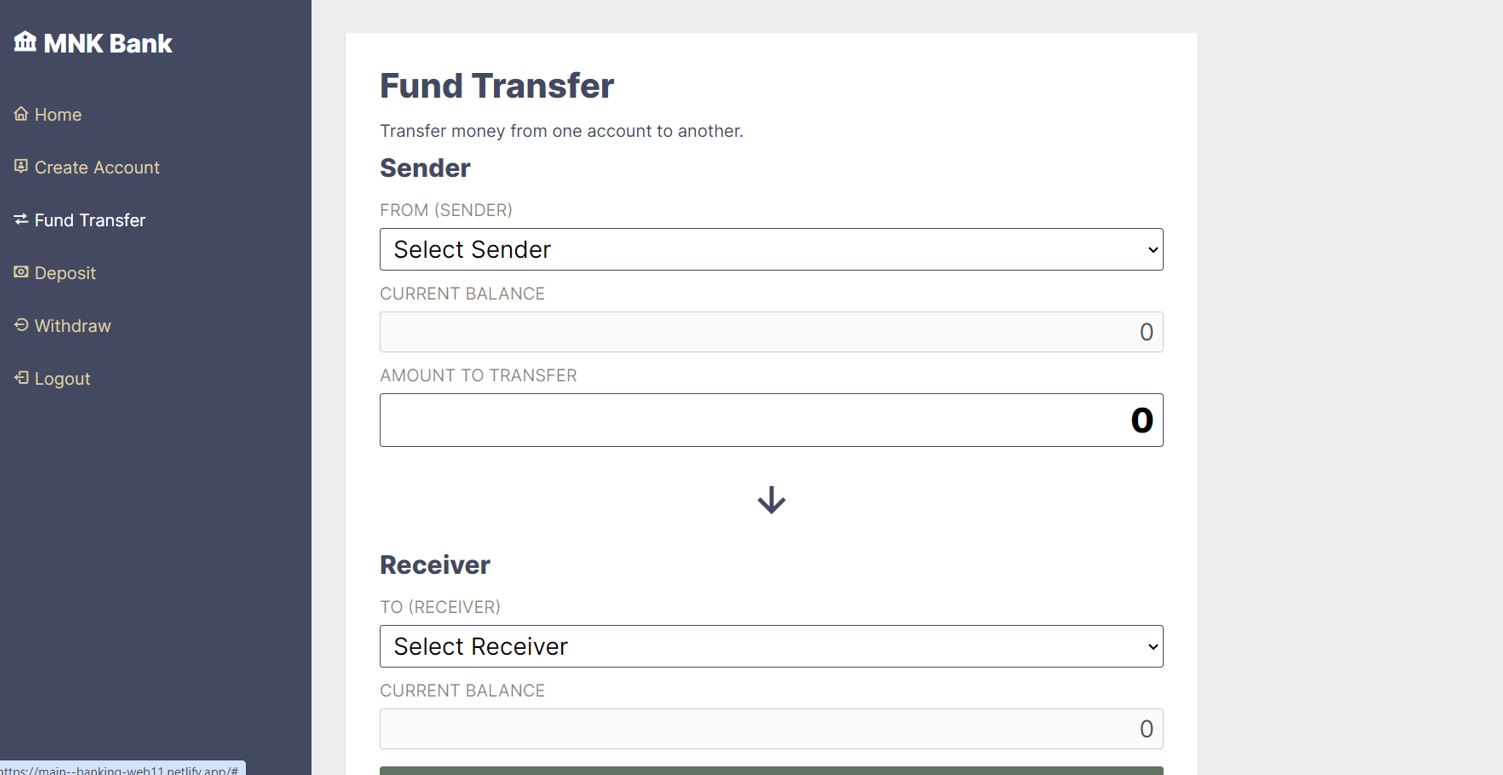 MNK Bank
Home
Create Account
Fund Transfer
Deposit
Withdraw
Logout
Fund Transfer
Transfer money from one account to another.
Sender
FROM (SENDER)
Select Sender
CURRENT BALANCE
0
AMOUNT TO TRANSFER
0
Receiver
TO (RECEIVER)
Select Receiver
CURRENT BALANCE
0
https://main--banking-web11.netlify.app/#